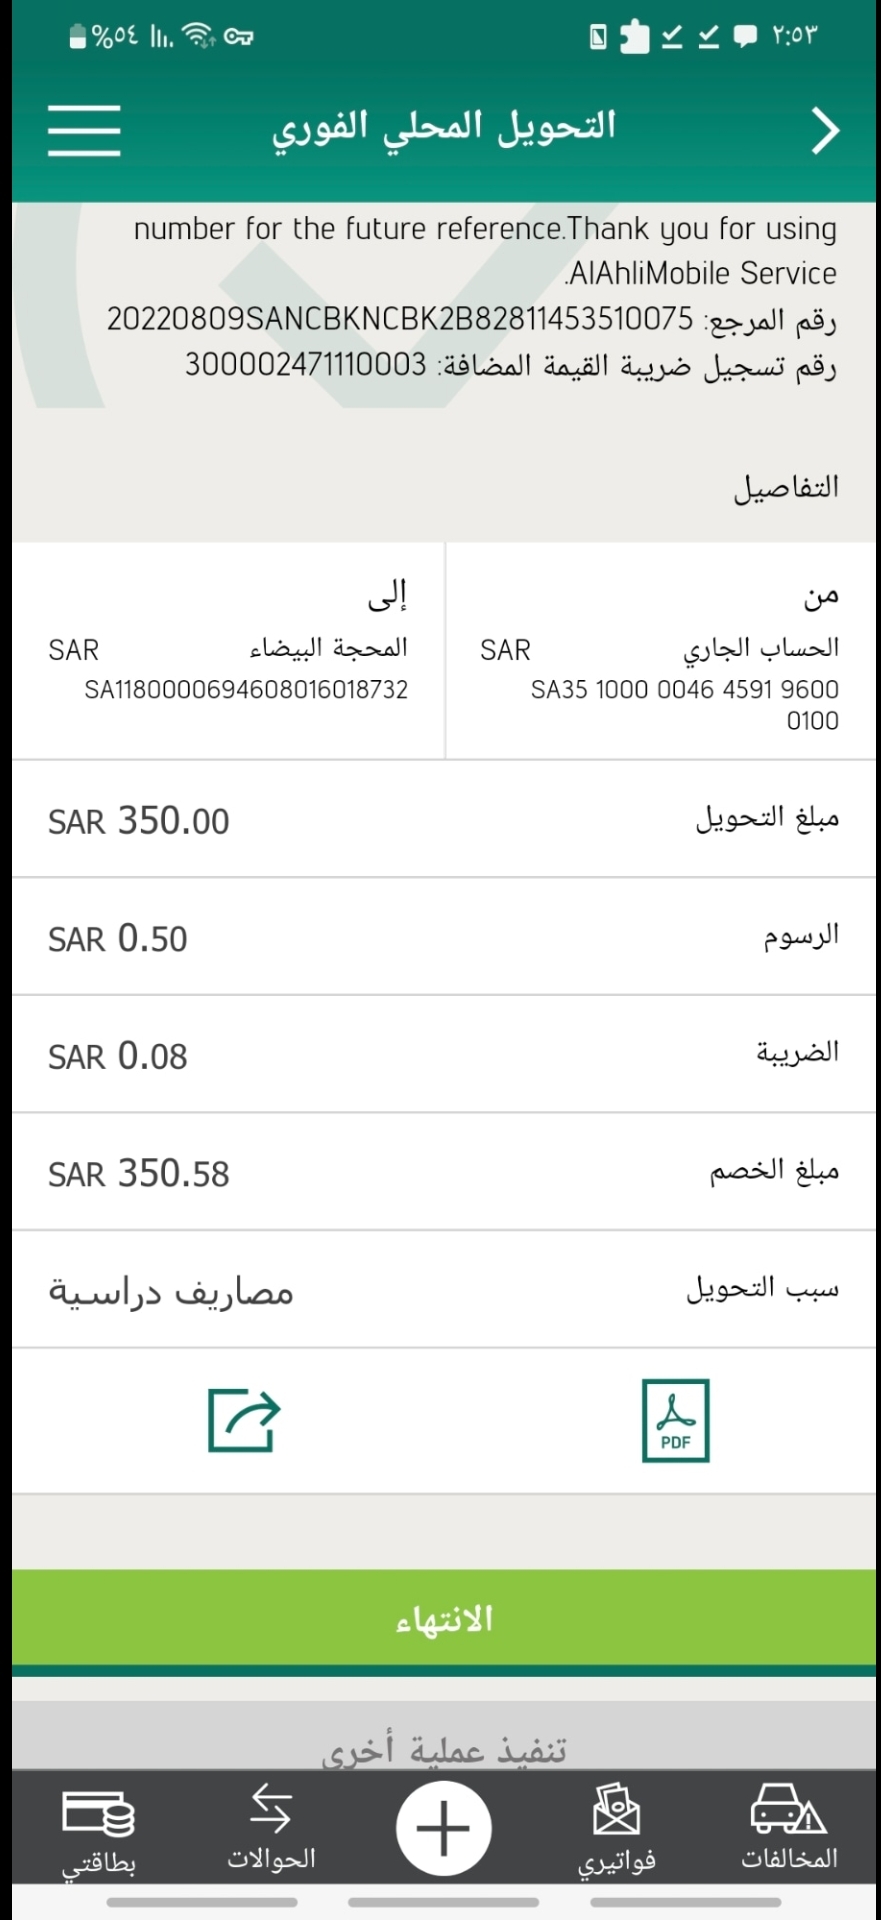 ٢:٥٣ ٥٤%
التحويل المحلي الفوري
number for the future reference.Thank you for using
AlAhliMobile Service.
رقم المرجع: 20220809SANCBKNCBK2B82811453510075
رقم تسجيل ضريبة القيمة المضافة: 300002471110003
التفاصيل
من
الحساب الجاري SAR
SA35 1000 0046 4591 9600
0100
إلى
المحجة البيضاء SAR
SA1180000694608016018732
مبلغ التحويل SAR 350.00
الرسوم SAR 0.50
الضريبة SAR 0.08
مبلغ الخصم SAR 350.58
سبب التحويل مصاريف دراسية
PDF
الانتهاء
تنفيذ عملية أخرى
المخالفات فواتيري الحوالات بطاقتي